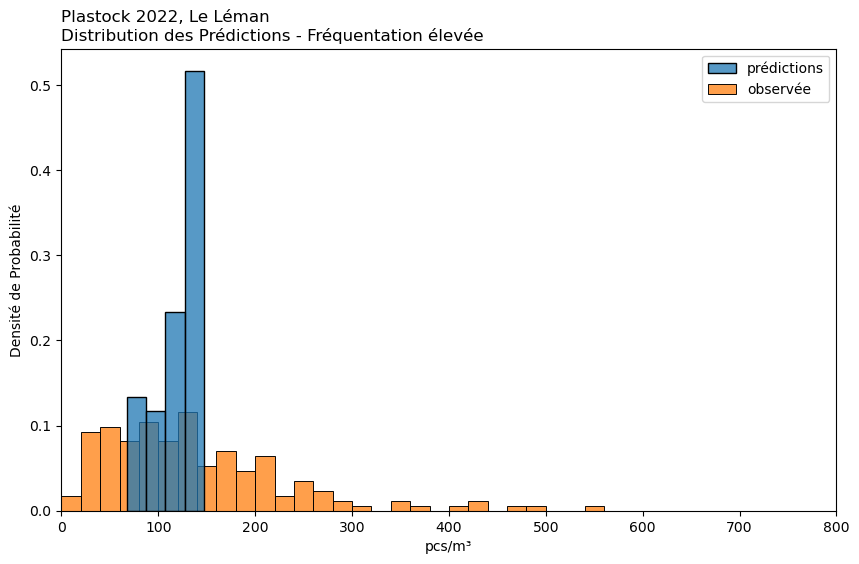 Plastock 2022, Le Léman
Distribution des Prédictions - Fréquentation élevée
prédictions
observée
Densité de Probabilité
0.5
0.4
0.3
0.2
0.1
0.0
0 100 200 300 400 500 600 700 800
pcs/m³